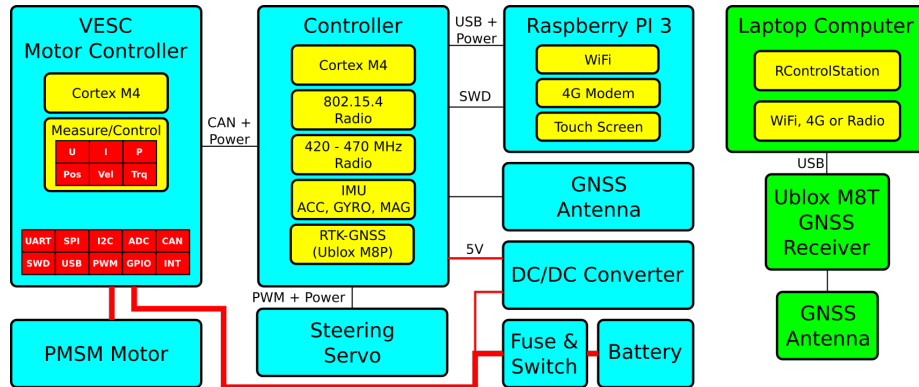 VESC
Motor Controller
Cortex M4
Measure/Control
U I P
Pos Vel Trq
UART SPI I2C ADC CAN
SWD USB PWM GPIO INT
PMSM Motor
CAN +
Power
Controller
Cortex M4
802.15.4
Radio
420 - 470 MHz
Radio
IMU
ACC, GYRO, MAG
RTK-GNSS
(Ublox M8P)
PWM + Power
Steering
Servo
USB +
Power
SWD
5V
Raspberry PI 3
WiFi
4G Modem
Touch Screen
GNSS
Antenna
DC/DC Converter
Fuse &
Switch
Battery
Laptop Computer
RControlStation
WiFi, 4G or Radio
USB
Ublox M8T
GNSS
Receiver
GNSS
Antenna